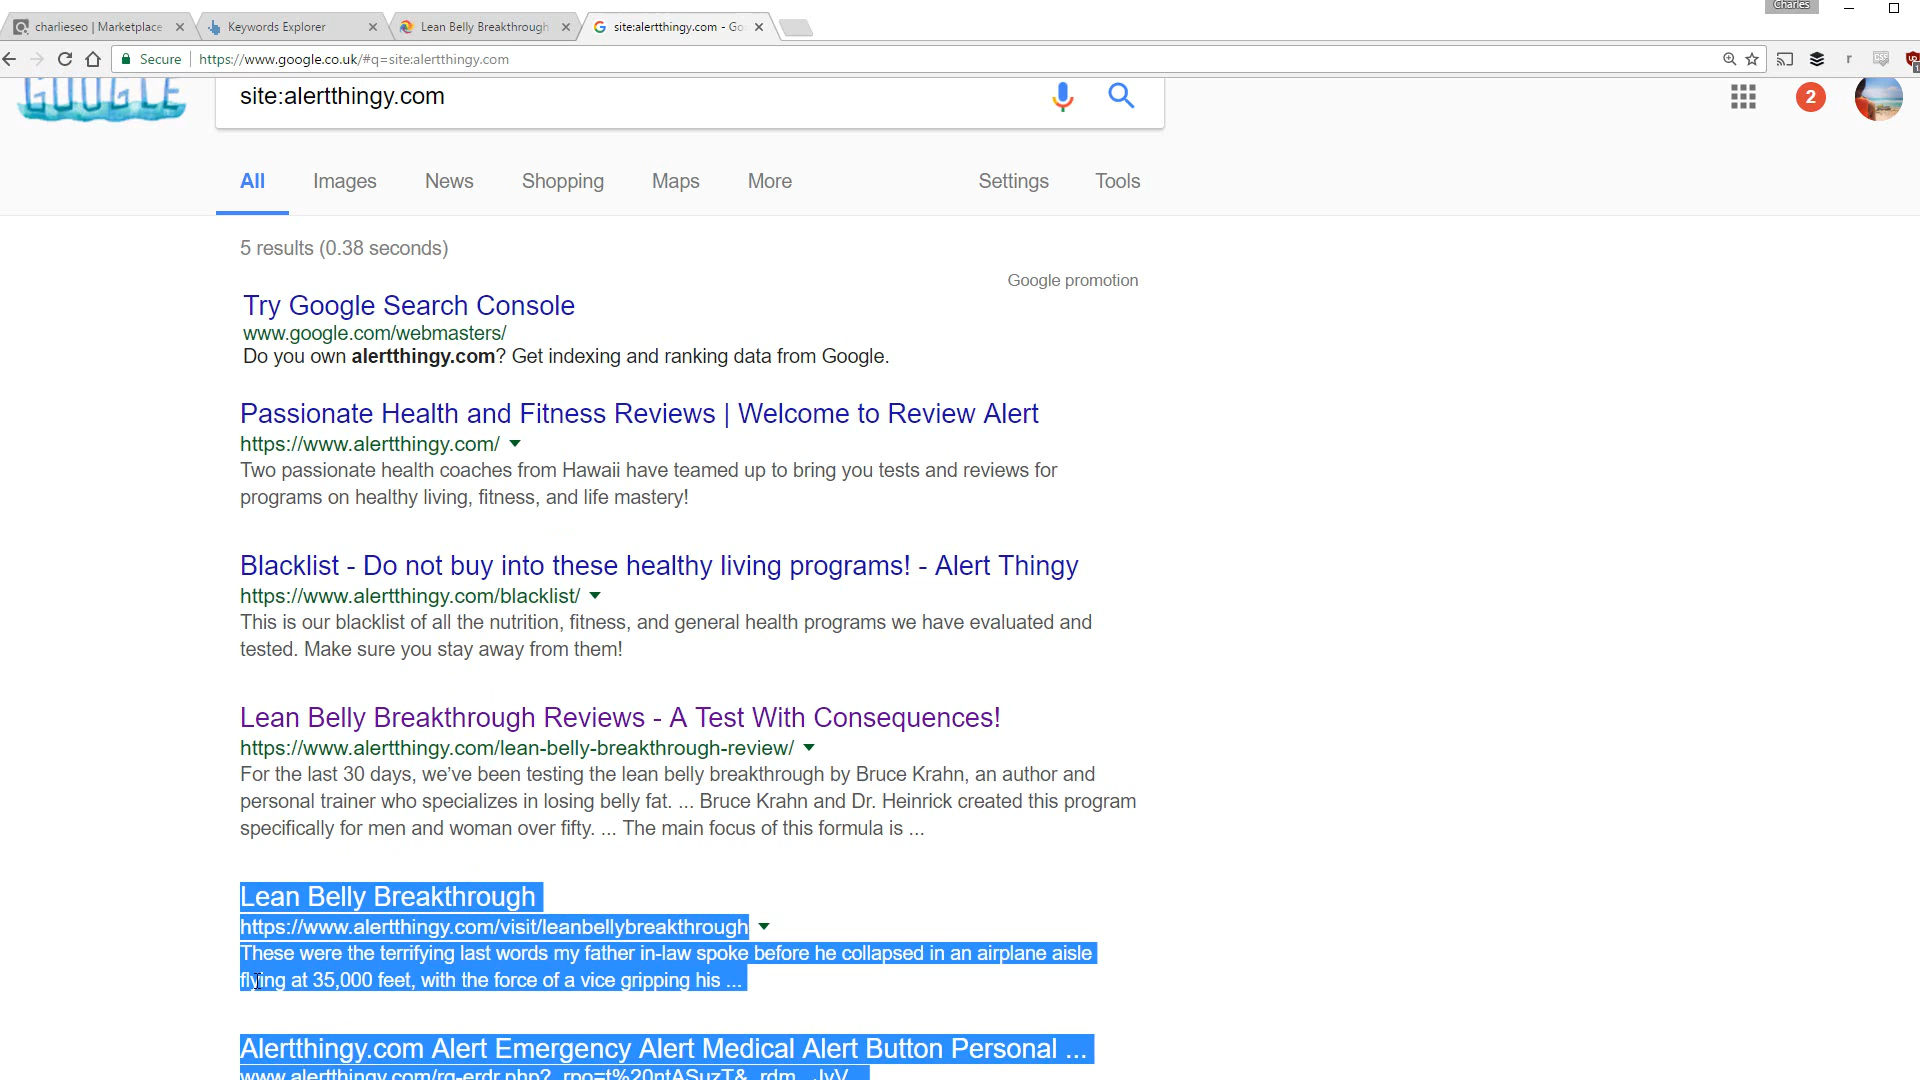 Charles
charlieseo | Marketplace
Keywords Explorer
Lean Belly Breakthrough
site:alertthingy.com - Go
Secure
https://www.google.co.uk/#q=site:alertthingy.com
GOOGLE
site:alertthingy.com
2
All
Images
News
Shopping
Maps
More
Settings
Tools
5 results (0.38 seconds)
Google promotion
Try Google Search Console
www.google.com/webmasters/
Do you own alertthingy.com? Get indexing and ranking data from Google.
Passionate Health and Fitness Reviews | Welcome to Review Alert
https://www.alertthingy.com/
Two passionate health coaches from Hawaii have teamed up to bring you tests and reviews for
programs on healthy living, fitness, and life mastery!
Blacklist - Do not buy into these healthy living programs! - Alert Thingy
https://www.alertthingy.com/blacklist/
This is our blacklist of all the nutrition, fitness, and general health programs we have evaluated and
tested. Make sure you stay away from them!
Lean Belly Breakthrough Reviews - A Test With Consequences!
https://www.alertthingy.com/lean-belly-breakthrough-review/
For the last 30 days, we've been testing the lean belly breakthrough by Bruce Krahn, an author and
personal trainer who specializes in losing belly fat. ... Bruce Krahn and Dr. Heinrick created this program
specifically for men and woman over fifty. ... The main focus of this formula is ...
Lean Belly Breakthrough
https://www.alertthingy.com/visit/leanbellybreakthrough
These were the terrifying last words my father in-law spoke before he collapsed in an airplane aisle
flying at 35,000 feet, with the force of a vice gripping his ...
Alertthingy.com Alert Emergency Alert Medical Alert Button Personal ...